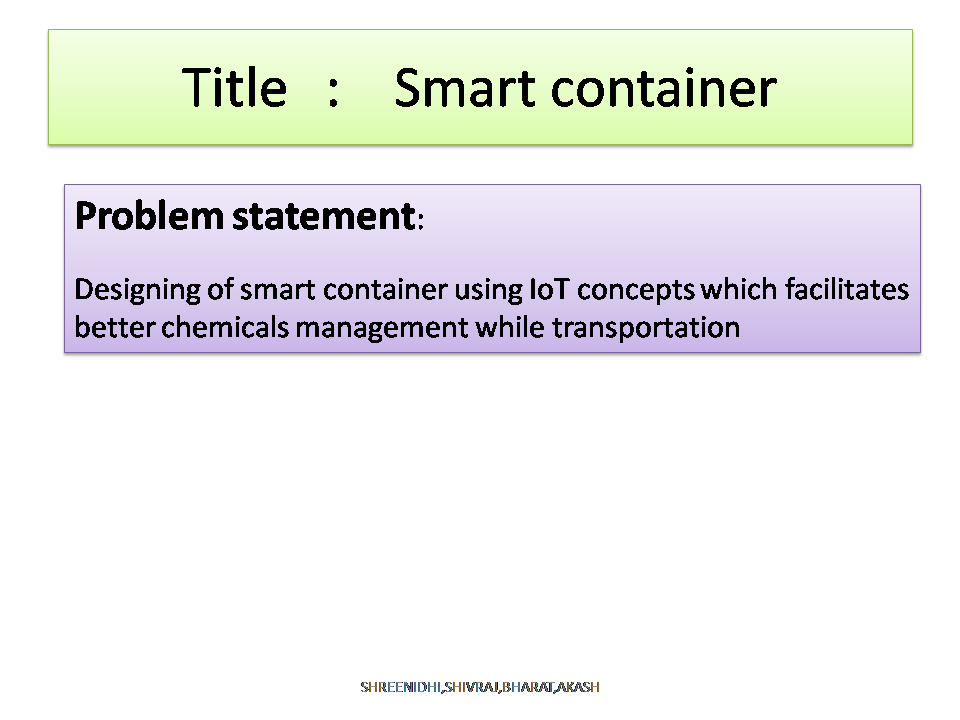 Title : Smart container
Problem statement:
Designing of smart container using IoT concepts which facilitates
better chemicals management while transportation
SHREENIDHI,SHIVRAJ,BHARAT,AKASH